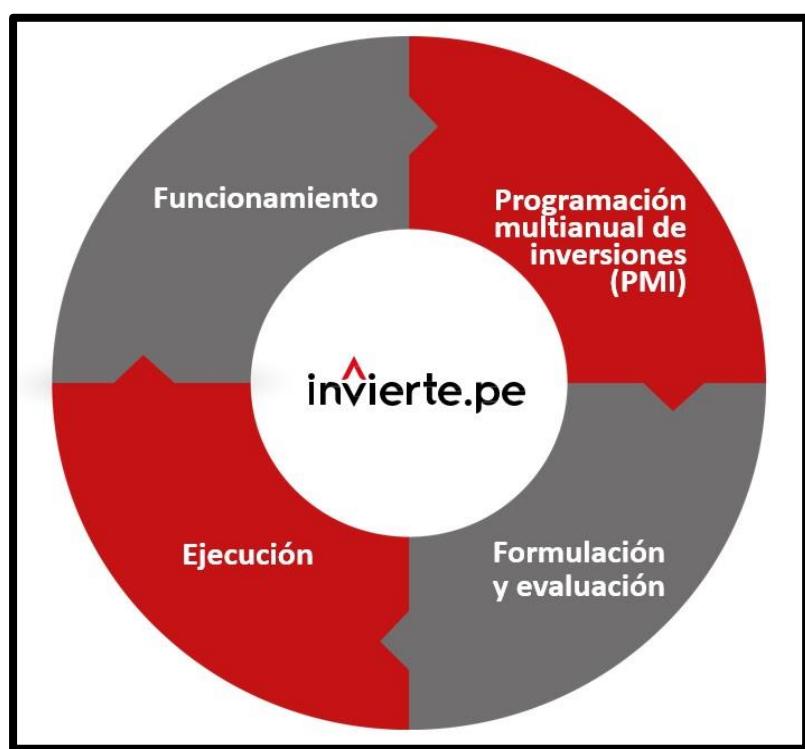 Funcionamiento
Programación
multianual de
inversiones
(PMI)
invierte.pe
Ejecución
Formulación
y evaluación